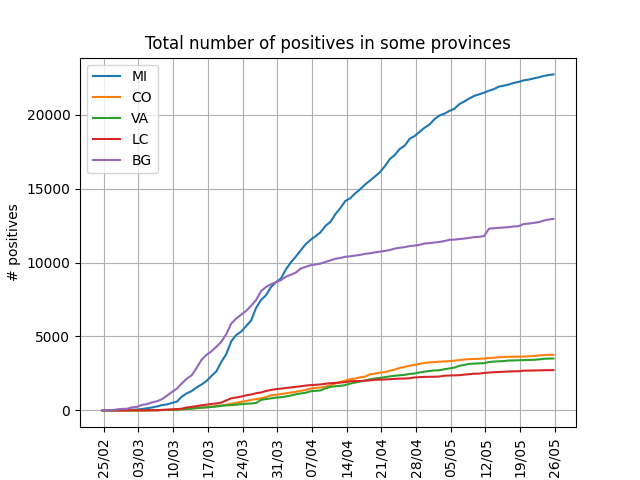 Total number of positives in some provinces
MI
CO
VA
LC
BG
# positives
20000
15000
10000
5000
0
25/02
03/03
10/03
17/03
24/03
31/03
07/04
14/04
21/04
28/04
05/05
12/05
19/05
26/05